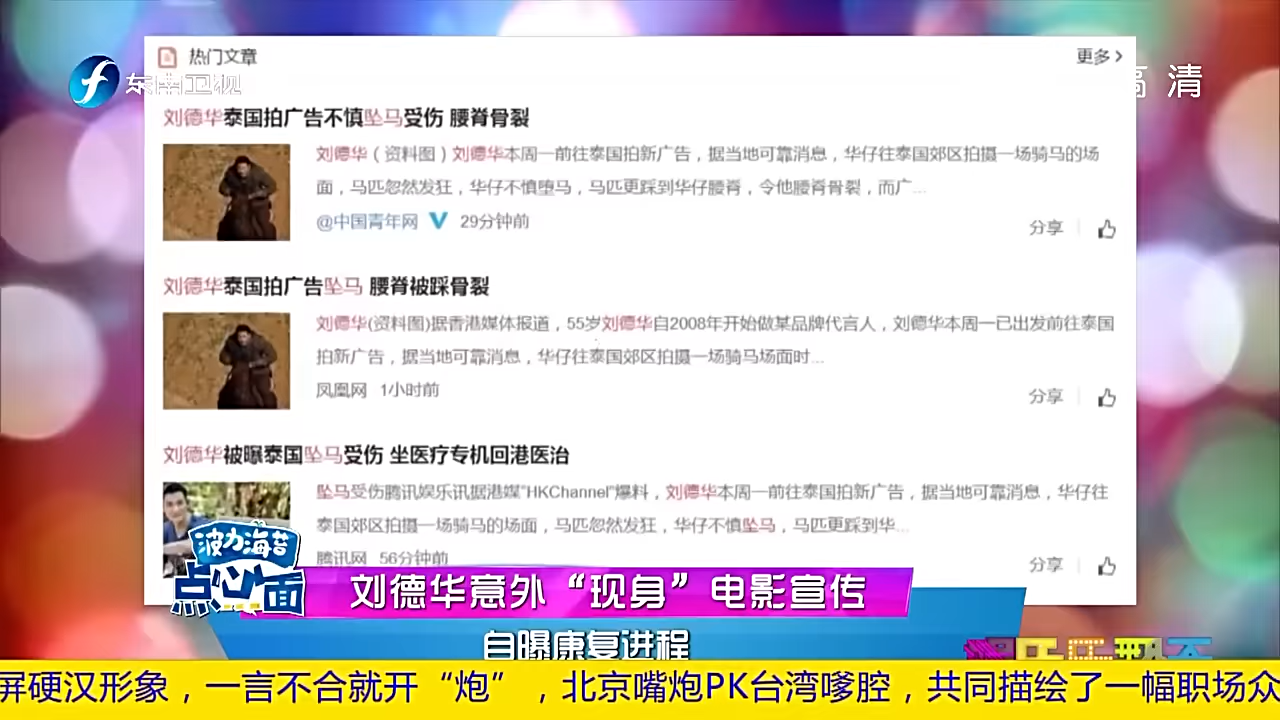 热门文章
更多 >
东南卫视
高 清
刘德华泰国拍广告不慎坠马受伤 腰脊骨裂
刘德华（资料图）刘德华本周一前往泰国拍新广告，据当地可靠消息，华仔往泰国郊区拍摄一场骑马的场
面，马匹忽然发狂，华仔不慎堕马，马匹更踩到华仔腰脊，令他腰脊骨裂，而广...
@中国青年网 29分钟前
分享
刘德华泰国拍广告坠马 腰脊被踩骨裂
刘德华(资料图)据香港媒体报道，55岁刘德华自2008年开始做某品牌代言人，刘德华本周一已出发前往泰国
拍新广告，据当地可靠消息，华仔往泰国郊区拍摄一场骑马场面时...
凤凰网 1小时前
分享
刘德华被曝泰国坠马受伤 坐医疗专机回港医治
坠马受伤腾讯娱乐讯据港媒"HKChannel"爆料，刘德华本周一前往泰国拍新广告，据当地可靠消息，华仔往
泰国郊区拍摄一场骑马的场面，马匹忽然发狂，华仔不慎坠马，马匹更踩到华...
腾讯网 56分钟前
分享
波力海苔
点心面
刘德华意外“现身”电影宣传
自曝康复进程
屏硬汉形象，一言不合就开“炮”，北京嘴炮PK台湾嗲腔，共同描绘了一幅职场众